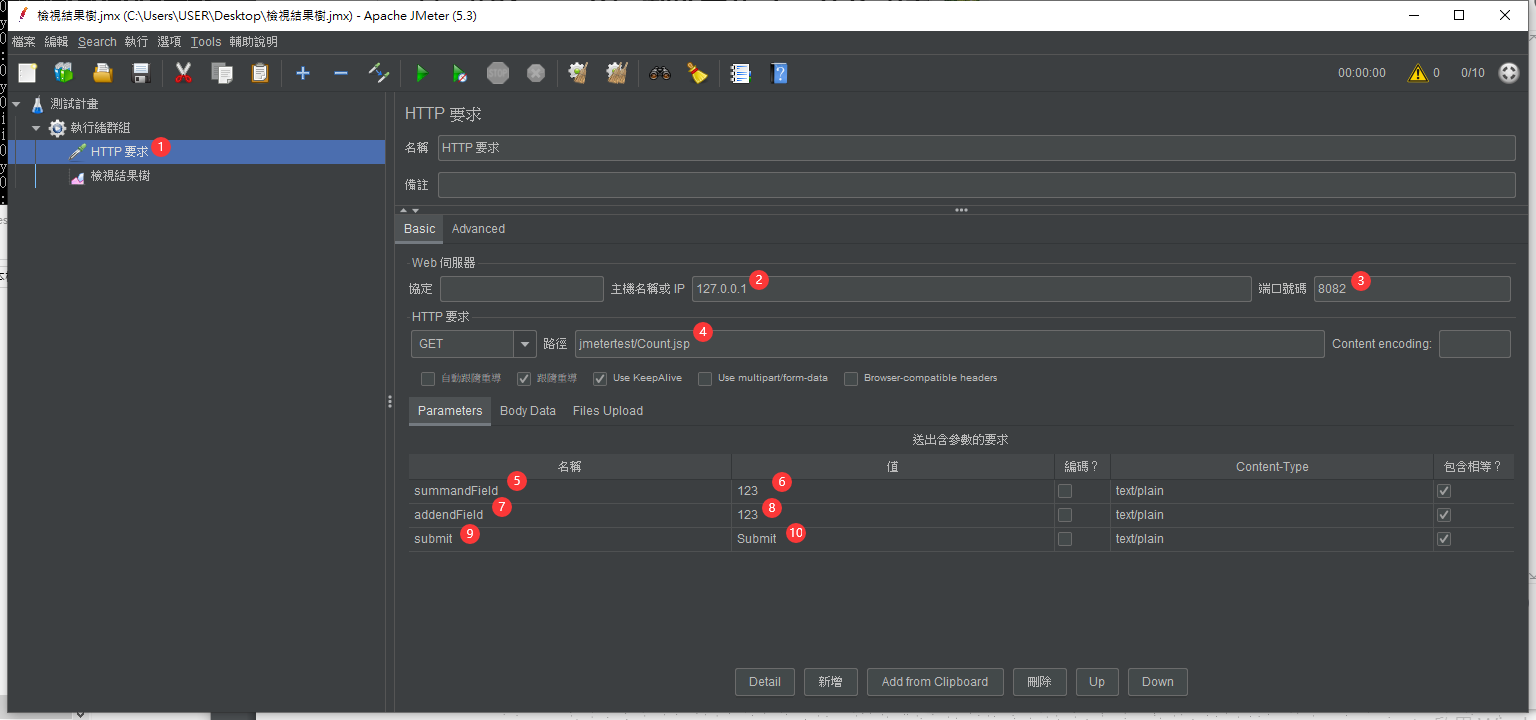 檢視結果樹.jmx (C:\Users\USER\Desktop\檢視結果樹.jmx) - Apache JMeter (5.3)
檔案 編輯 Search 執行 選項 Tools 輔助說明
STOP 00:00:00 0 0/10
測試計畫
執行緒群組
HTTP 要求 1
檢視結果樹
HTTP 要求
名稱 HTTP 要求
備註
Basic Advanced
Web 伺服器
協定 主機名稱或 IP 127.0.0.1 2 端口號碼 8082 3
HTTP 要求
GET 路徑 jmetertest/Count.jsp 4 Content encoding:
自動跟隨重導 跟隨重導 Use KeepAlive Use multipart/form-data Browser-compatible headers
Parameters Body Data Files Upload
送出含參數的要求
名稱 值 編碼？ Content-Type 包含相等？
summandField 5 123 6 text/plain
addendField 7 123 8 text/plain
submit 9 Submit 10 text/plain
Detail 新增 Add from Clipboard 刪除 Up Down